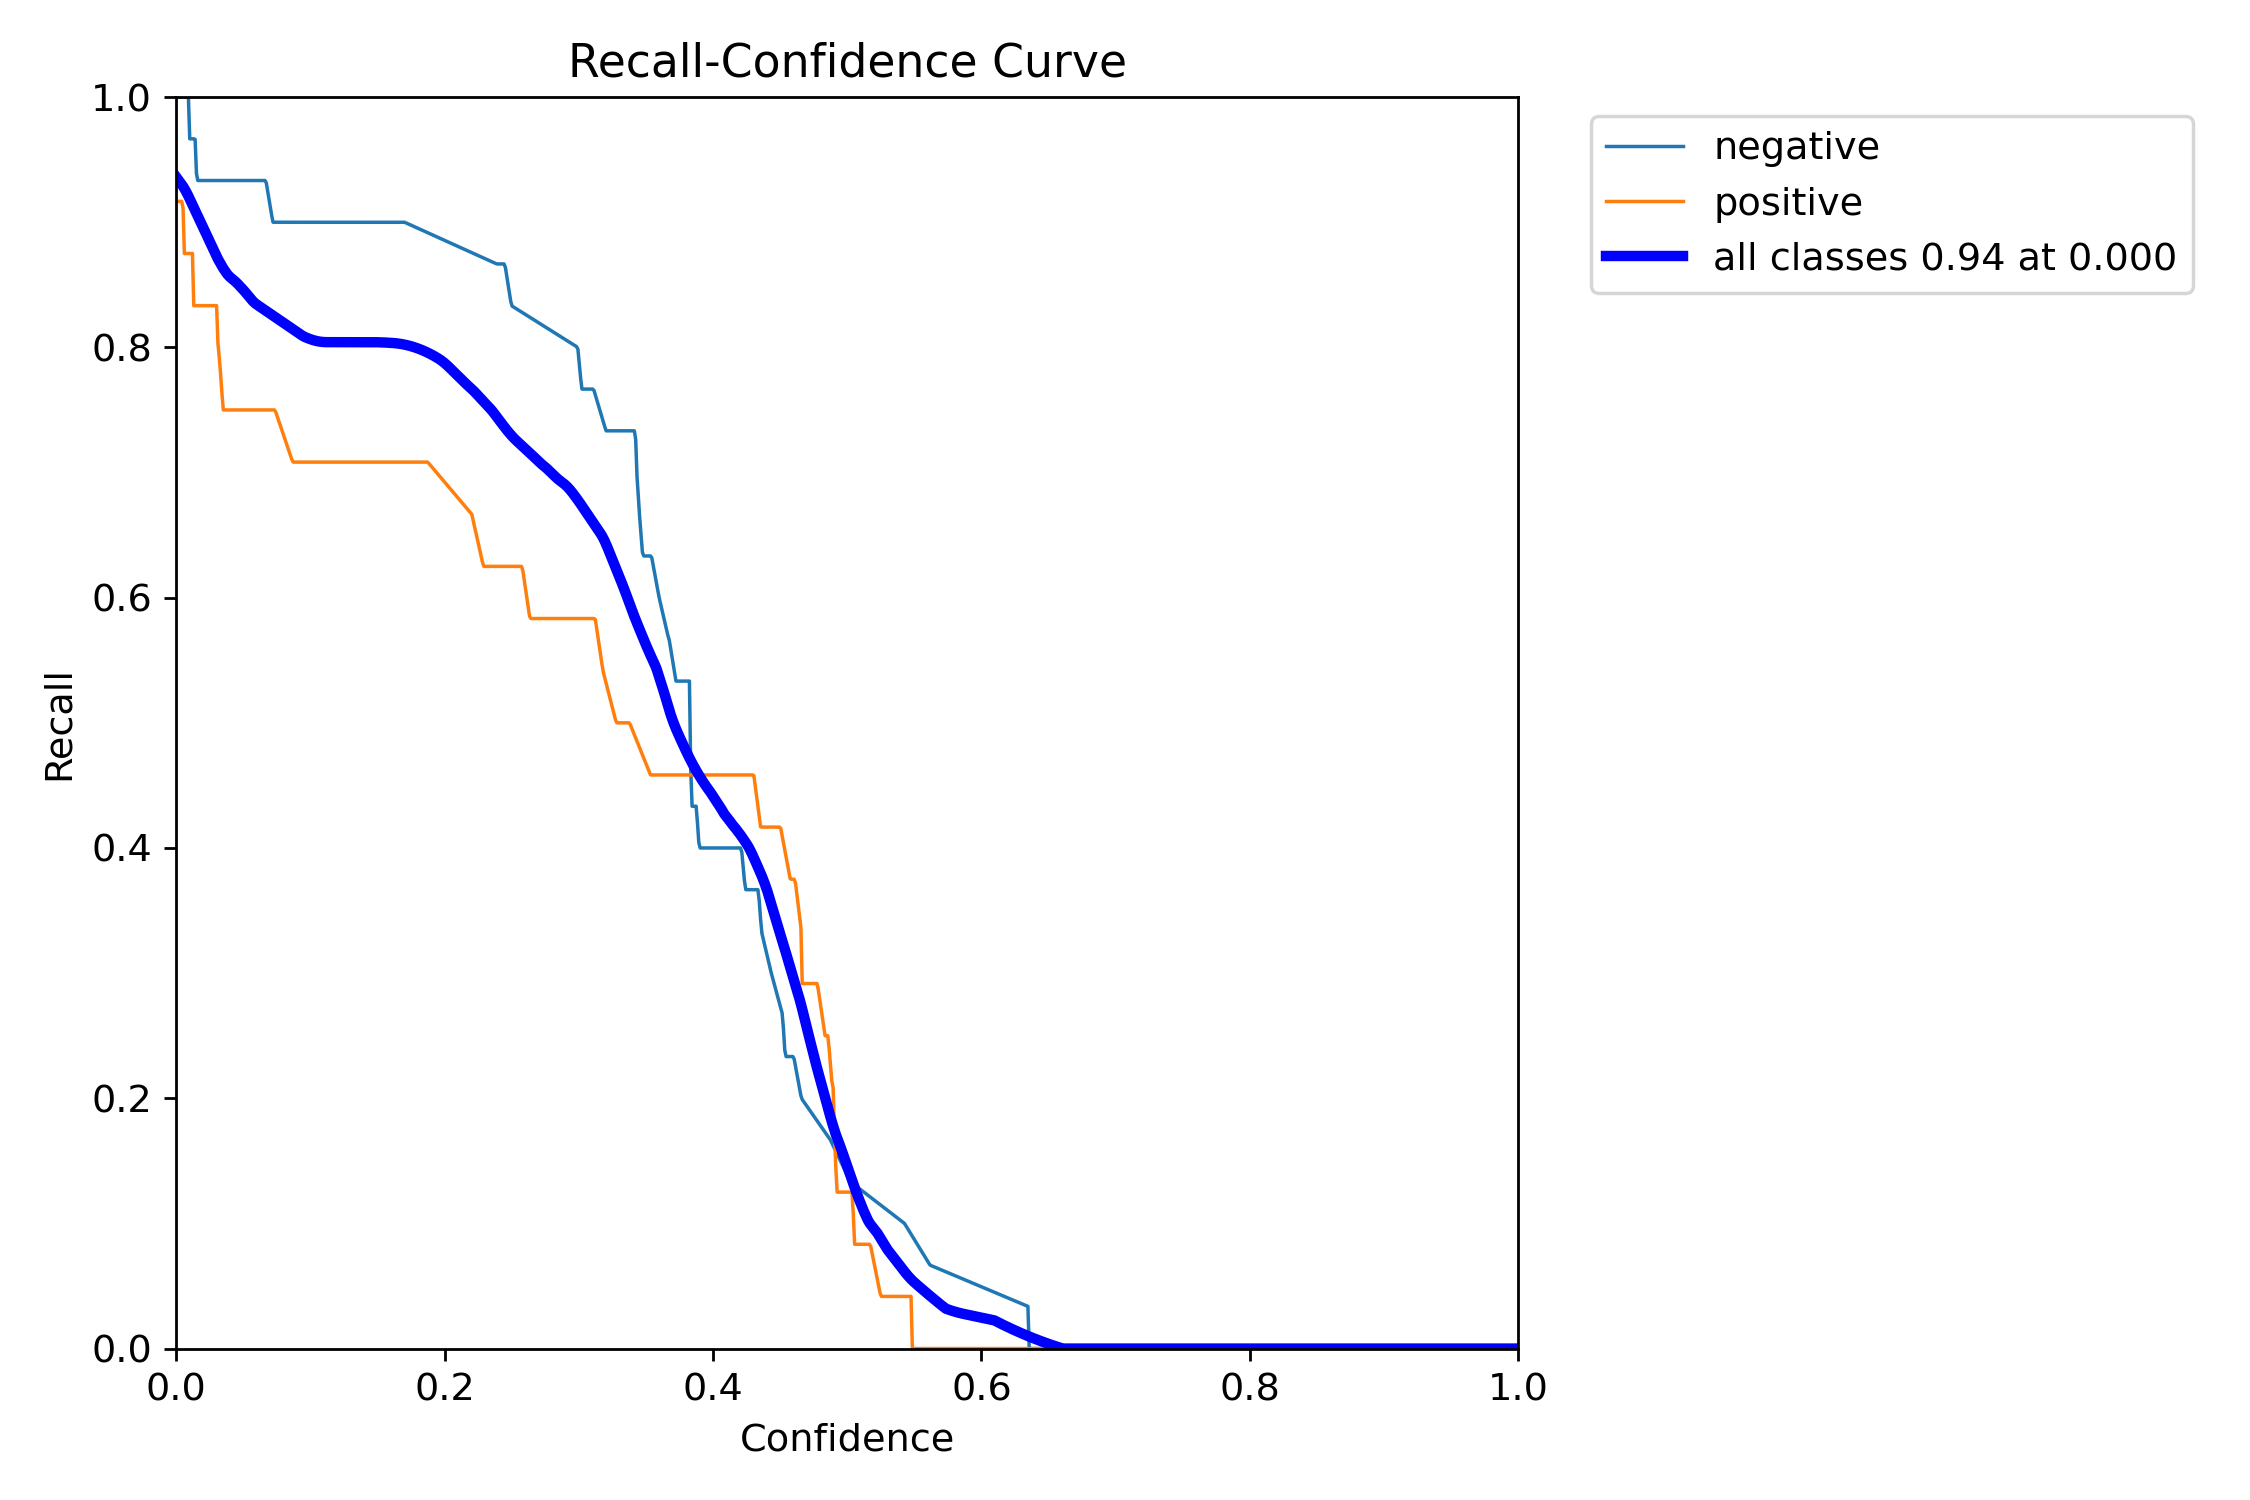 Recall-Confidence Curve
1.0
0.8
0.6
0.4
0.2
0.0
Recall
0.0 0.2 0.4 0.6 0.8 1.0
Confidence
negative
positive
all classes 0.94 at 0.000